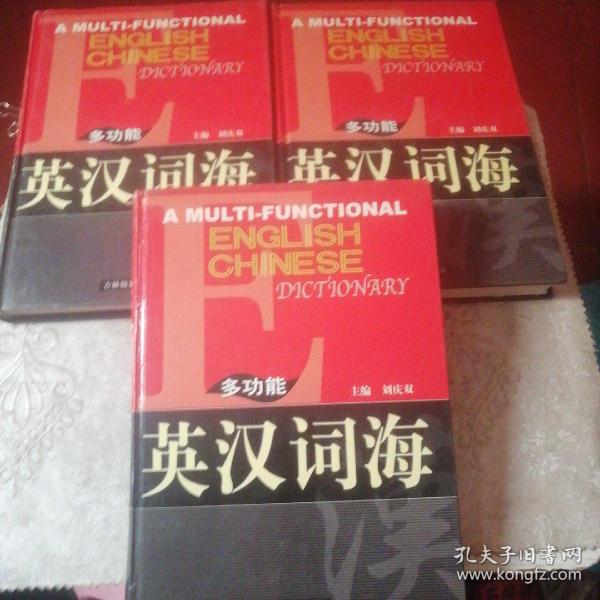 A MULTI-FUNCTIONAL
ENGLISH
CHINESE
DICTIONARY
多功能
主编 刘庆双
英汉词海
A MULTI-FUNCTIONAL
ENGLISH
CHINESE
DICTIONARY
多功能
主编 刘庆双
英汉词海
汉
A MULTI-FUNCTIONAL
ENGLISH
CHINESE
DICTIONARY
E
多功能
主编 刘庆双
英汉词海
汉
孔夫子旧书网
www.kongfz.com